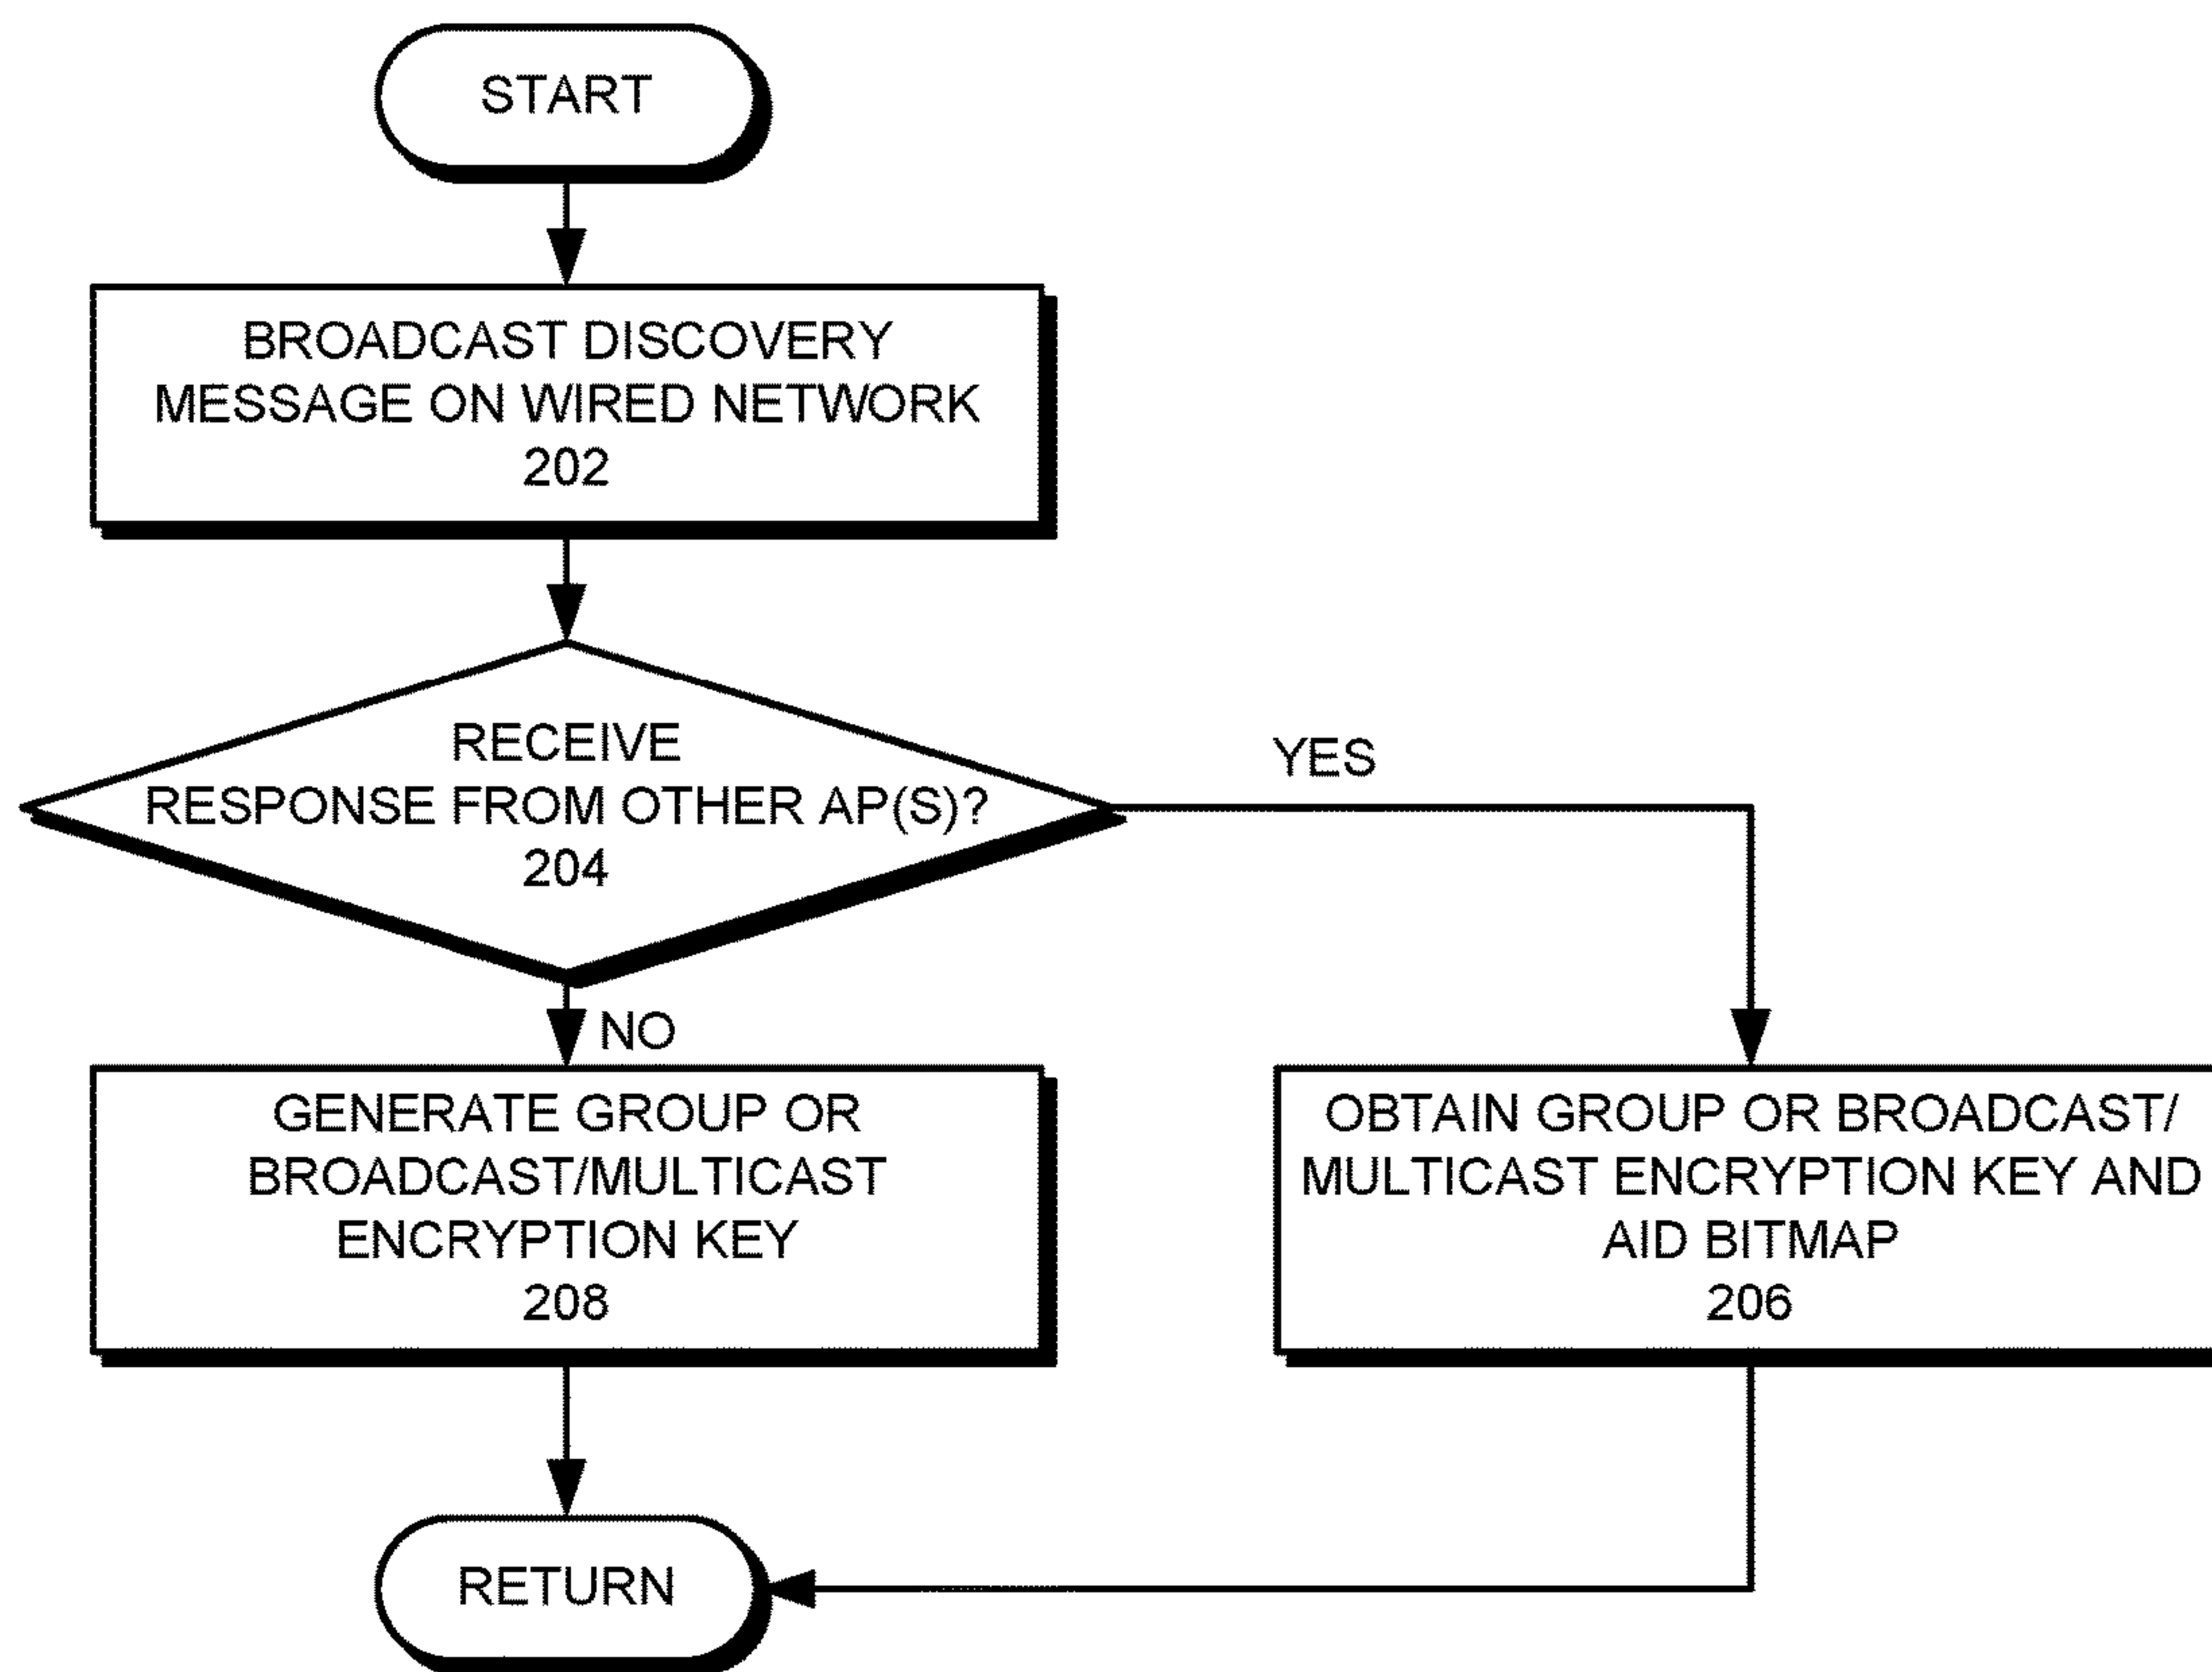 START
BROADCAST DISCOVERY
MESSAGE ON WIRED NETWORK
202
RECEIVE
RESPONSE FROM OTHER AP(S)?
204
YES
NO
GENERATE GROUP OR
BROADCAST/MULTICAST
ENCRYPTION KEY
208
OBTAIN GROUP OR BROADCAST/
MULTICAST ENCRYPTION KEY AND
AID BITMAP
206
RETURN